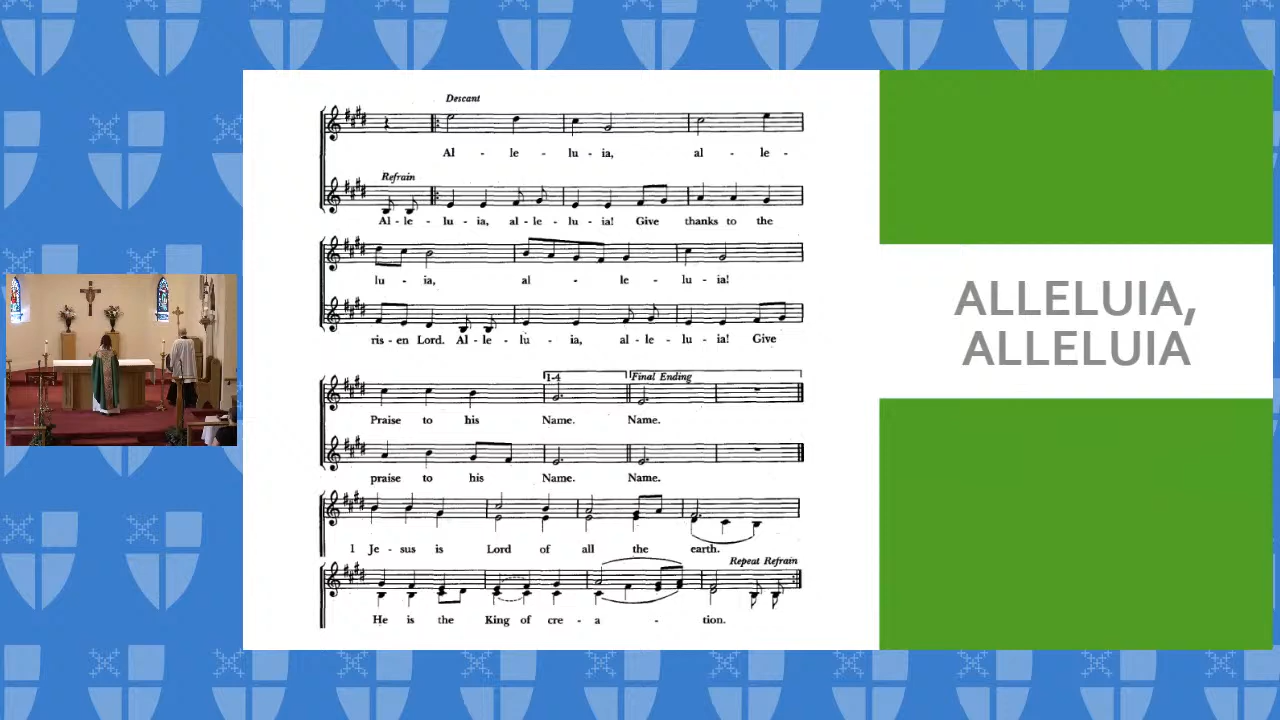 Descant
Al - le - lu - ia, al - le -
Refrain
Al - le - lu - ia, al - le - lu - ia! Give thanks to the
lu - ia, al - le - lu - ia!
ris - en Lord. Al - le - lu - ia, al - le - lu - ia! Give
1-4 Final Ending
Praise to his Name. Name.
praise to his Name. Name.
1 Je - sus is Lord of all the earth.
Repeat Refrain
He is the King of cre - a - tion.
ALLELUIA,
ALLELUIA